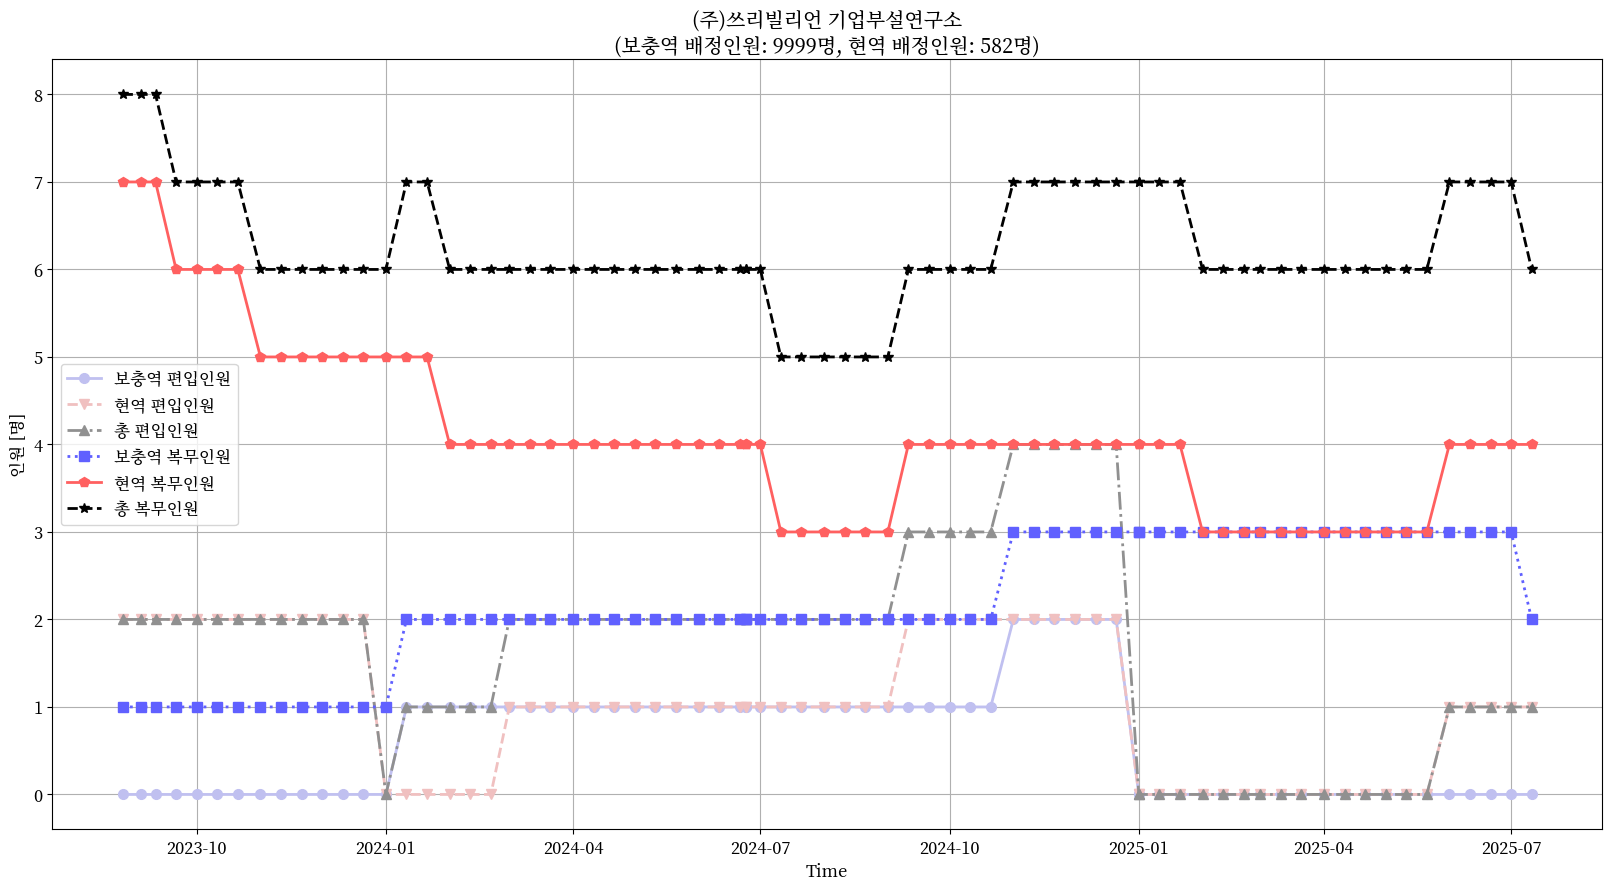 (주)쓰리빌리언 기업부설연구소
(보충역 배정인원: 9999명, 현역 배정인원: 582명)
인원 [명]
8
7
6
5
4
3
2
1
0
보충역 편입인원
현역 편입인원
총 편입인원
보충역 복무인원
현역 복무인원
총 복무인원
2023-10 2024-01 2024-04 2024-07 2024-10 2025-01 2025-04 2025-07
Time